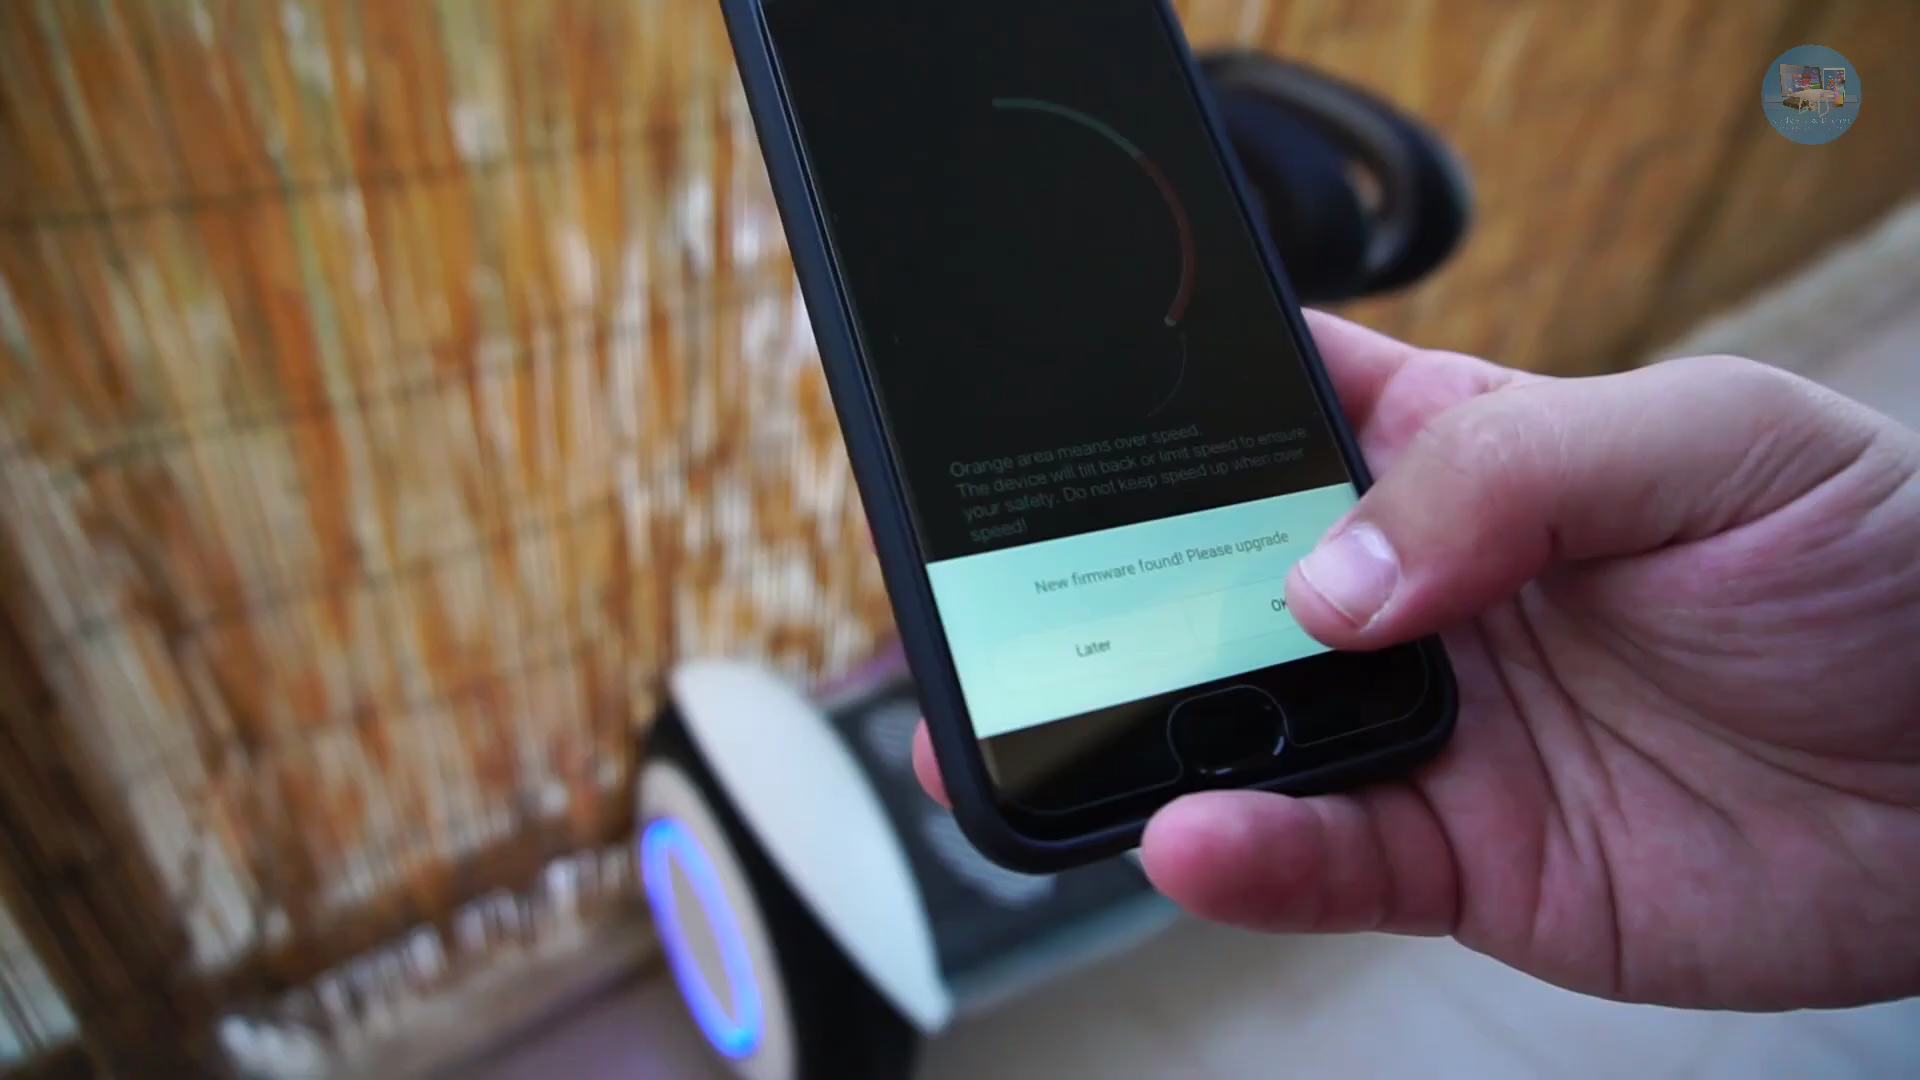 Orange area means over speed.
The device will tilt back or limit speed to ensure
your safety. Do not keep speed up when over
speed!
New firmware found! Please upgrade
Later
OK